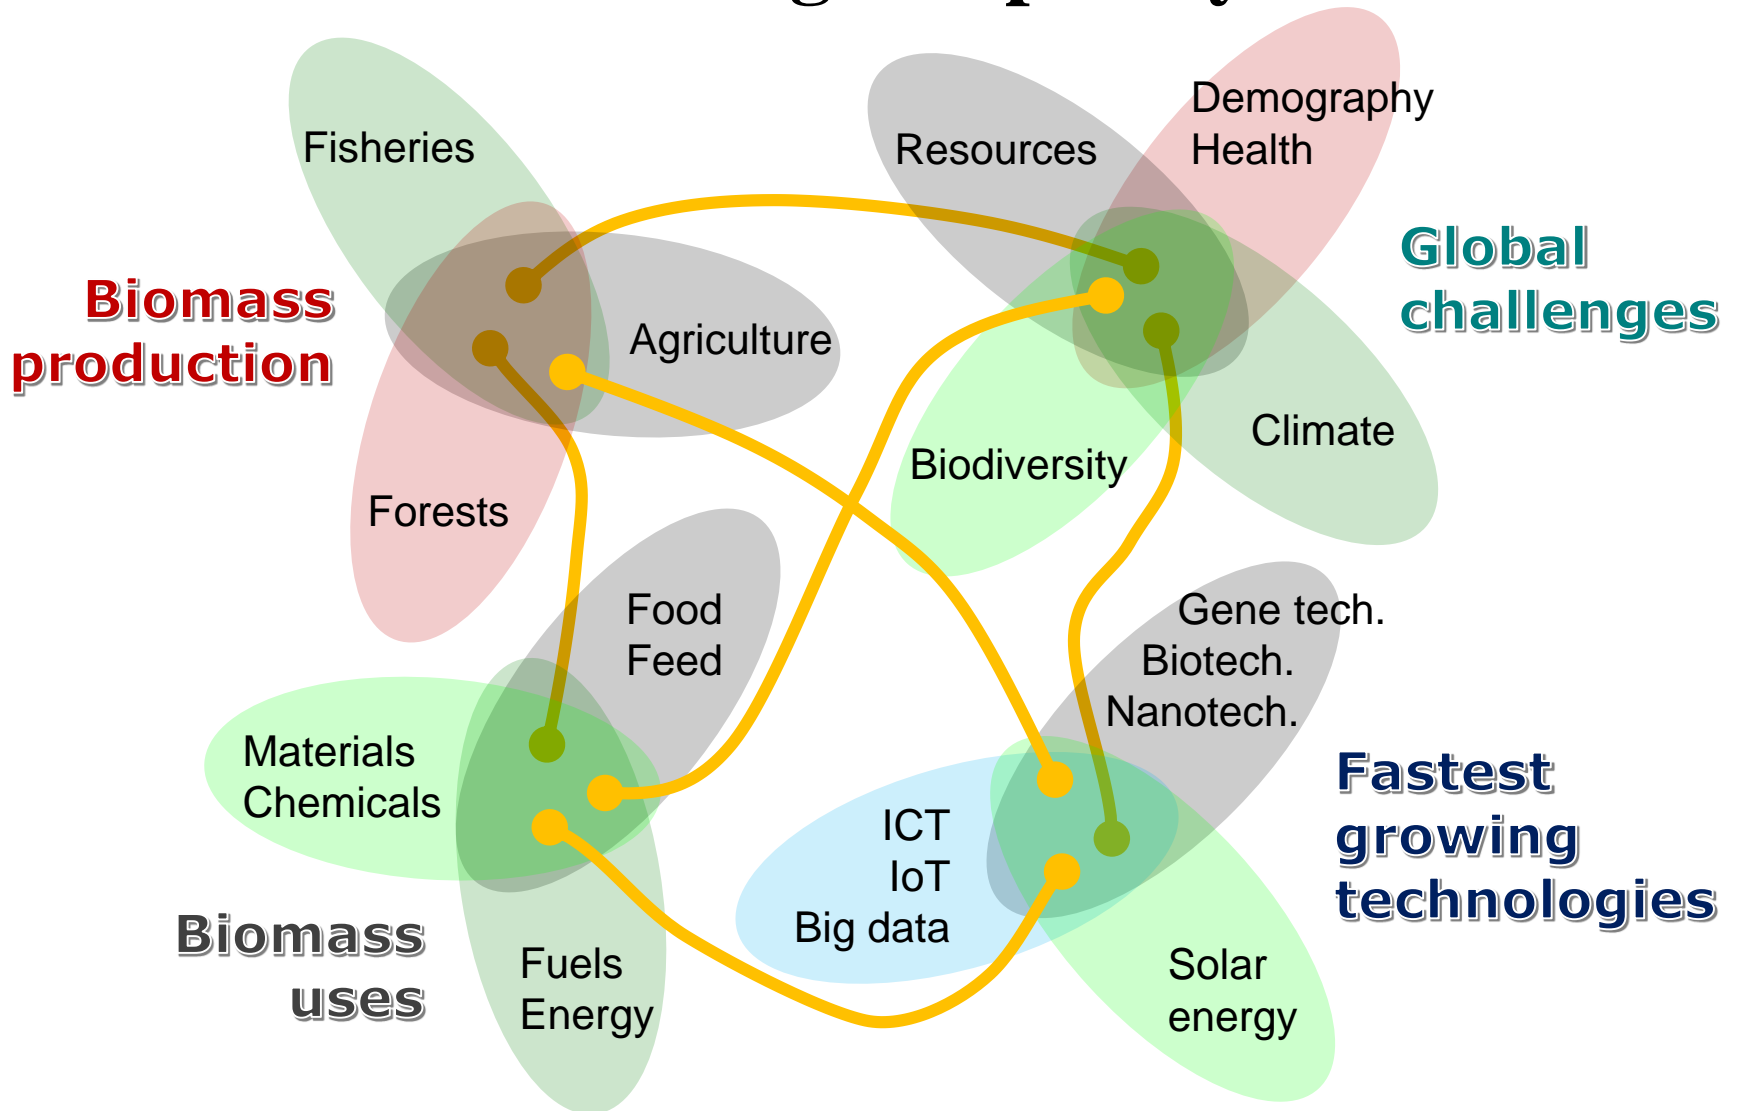 Fisheries
Biomass
production
Agriculture
Forests
Resources
Demography
Health
Global
challenges
Biodiversity
Climate
Food
Feed
Materials
Chemicals
Biomass
uses
Fuels
Energy
Gene tech.
Biotech.
Nanotech.
ICT
IoT
Big data
Fastest
growing
technologies
Solar
energy